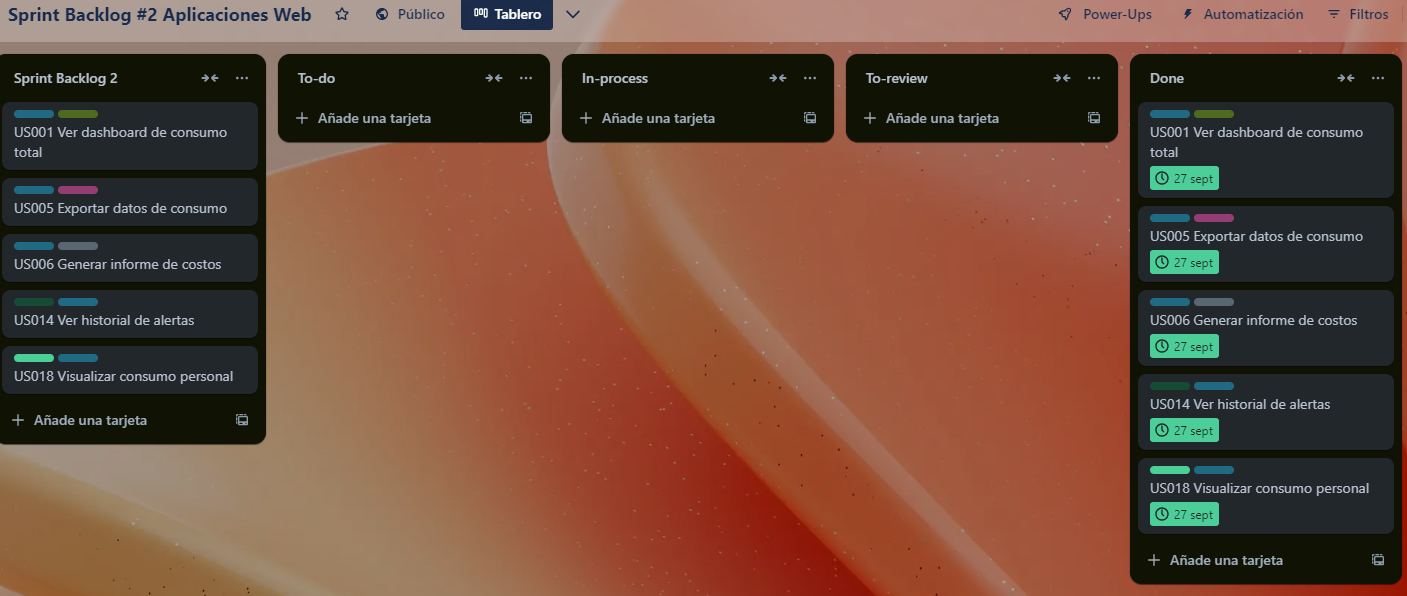 Sprint Backlog #2 Aplicaciones Web
Público
Tablero
Power-Ups
Automatización
Filtros
Sprint Backlog 2
US001 Ver dashboard de consumo
total
US005 Exportar datos de consumo
US006 Generar informe de costos
US014 Ver historial de alertas
US018 Visualizar consumo personal
Añade una tarjeta
To-do
Añade una tarjeta
In-process
Añade una tarjeta
To-review
Añade una tarjeta
Done
US001 Ver dashboard de consumo
total
27 sept
US005 Exportar datos de consumo
27 sept
US006 Generar informe de costos
27 sept
US014 Ver historial de alertas
27 sept
US018 Visualizar consumo personal
27 sept
Añade una tarjeta